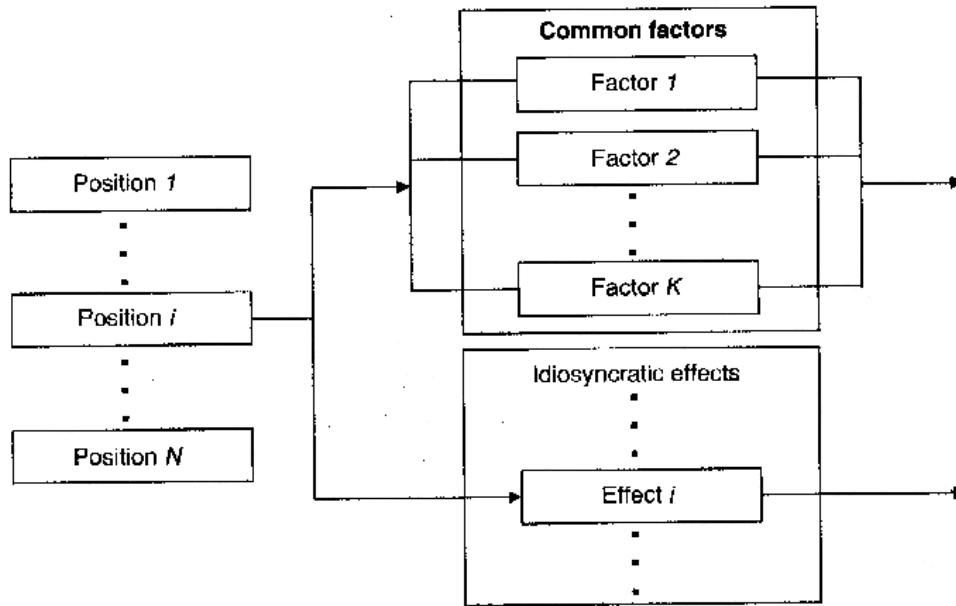 Common factors
Factor 1
Factor 2
Factor K
Position 1
Position i
Position N
Idiosyncratic effects
Effect i